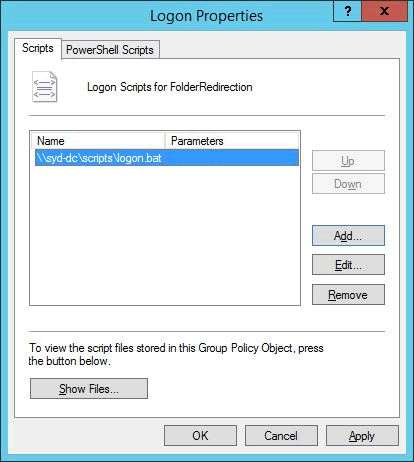 Logon Properties
? x
Scripts PowerShell Scripts
Logon Scripts for FolderRedirection
Name Parameters
\\syd-dc\scripts\logon.bat
Up
Down
Add...
Edit...
Remove
To view the script files stored in this Group Policy Object, press
the button below.
Show Files...
OK Cancel Apply